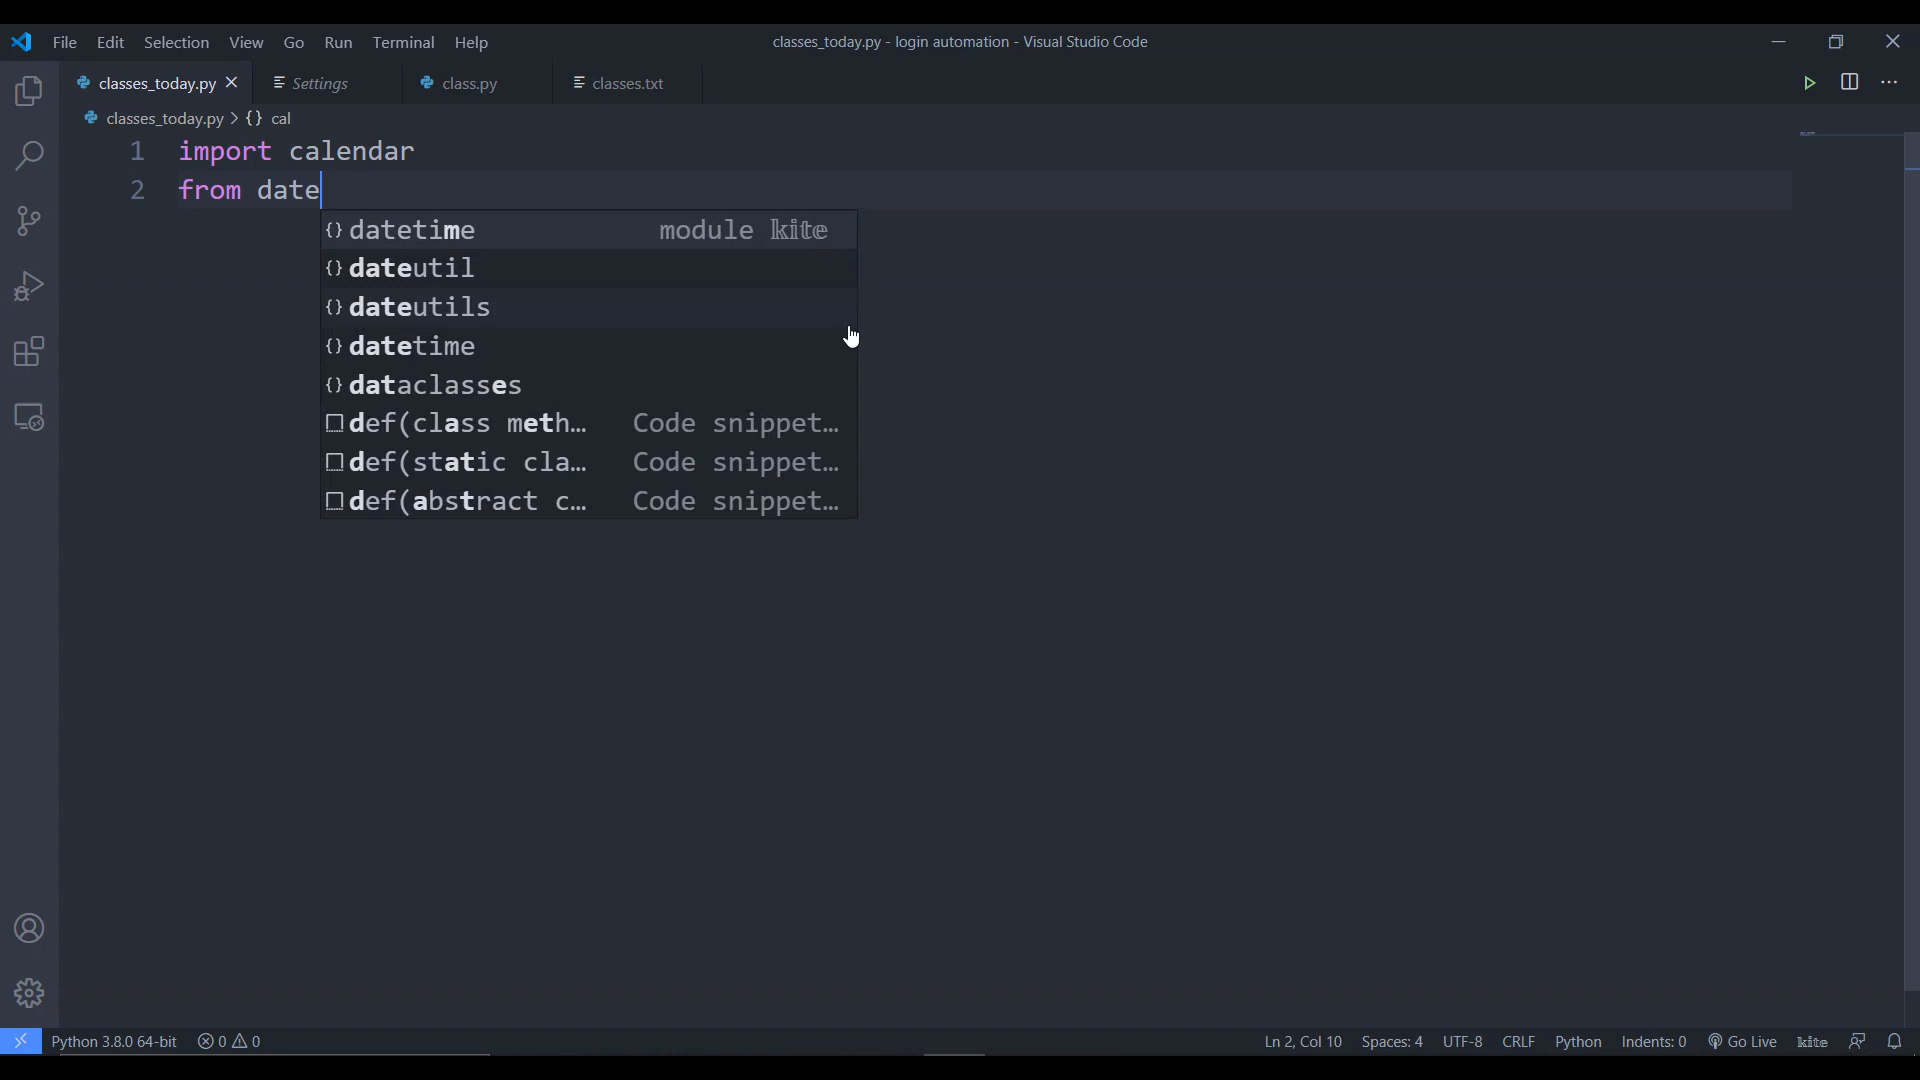 File Edit Selection View Go Run Terminal Help
classes_today.py - login automation - Visual Studio Code
classes_today.py Settings class.py classes.txt
classes_today.py > {} cal
1 import calendar
2 from date
{} datetime module kite
{} dateutil
{} dateutils
{} datetime
{} dataclasses
def(class meth… Code snippet…
def(static cla… Code snippet…
def(abstract c… Code snippet…
Python 3.8.0 64-bit 0 0 Ln 2, Col 10 Spaces: 4 UTF-8 CRLF Python Indents: 0 Go Live kite